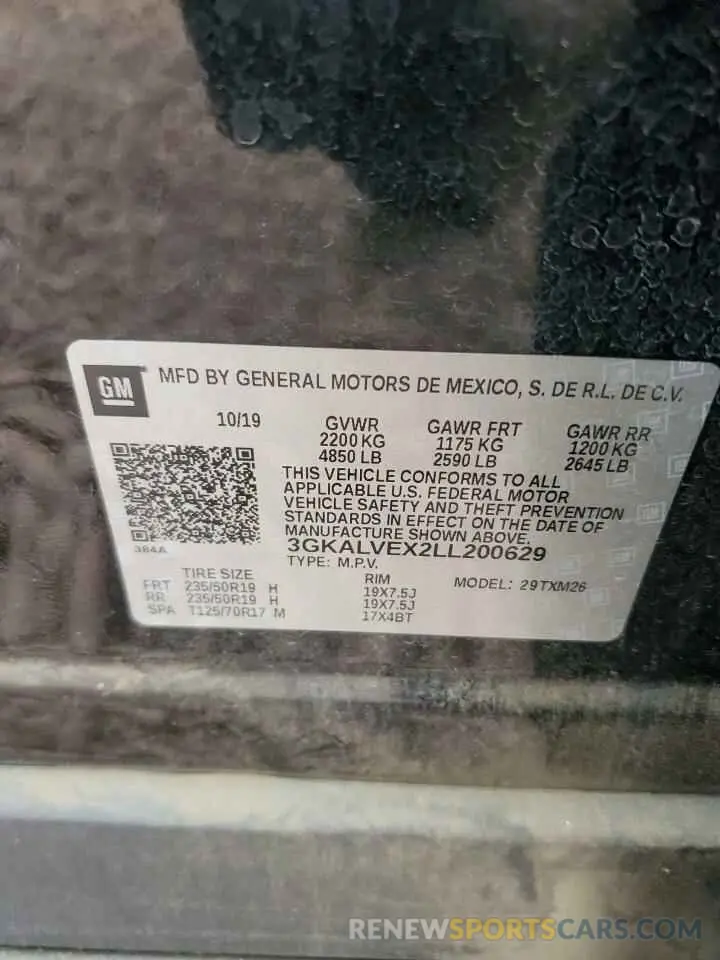 GM
MFD BY GENERAL MOTORS DE MEXICO, S. DE R.L. DE C.V.
10/19 GVWR GAWR FRT GAWR RR
2200 KG 1175 KG 1200 KG
4850 LB 2590 LB 2645 LB
THIS VEHICLE CONFORMS TO ALL
APPLICABLE U.S. FEDERAL MOTOR
VEHICLE SAFETY AND THEFT PREVENTION
STANDARDS IN EFFECT ON THE DATE OF
MANUFACTURE SHOWN ABOVE.
384A
3GKALVEX2LL200629
TYPE: M.P.V. MODEL: 29TXM26
TIRE SIZE RIM
FRT 235/50R19 H 19X7.5J
RR 235/50R19 H 19X7.5J
SPA T125/70R17 M 17X4BT
RENEWSPORTSCARS.COM